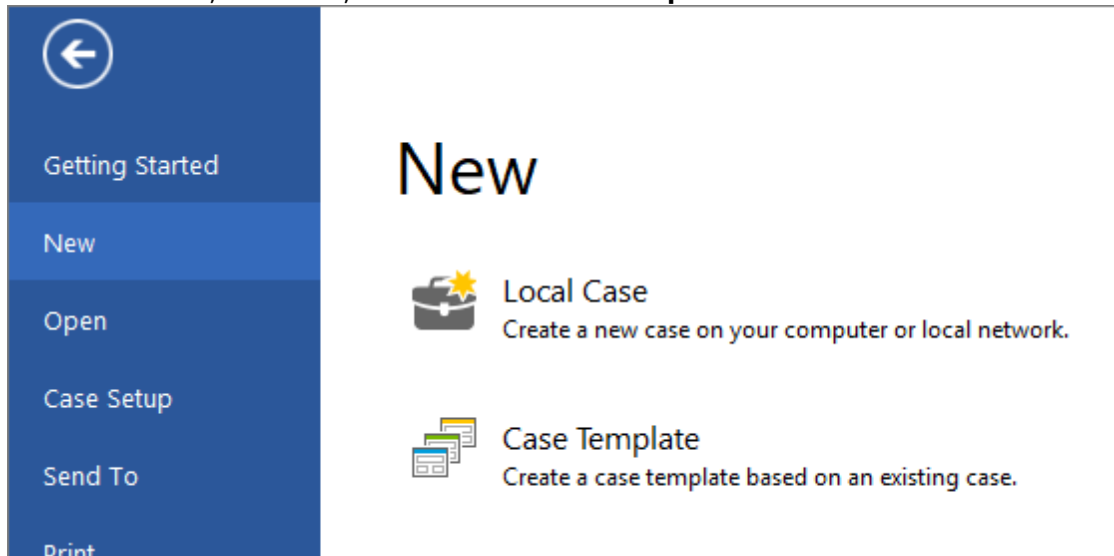 Getting Started
New
Open
Case Setup
Send To
Print
New
Local Case
Create a new case on your computer or local network.
Case Template
Create a case template based on an existing case.